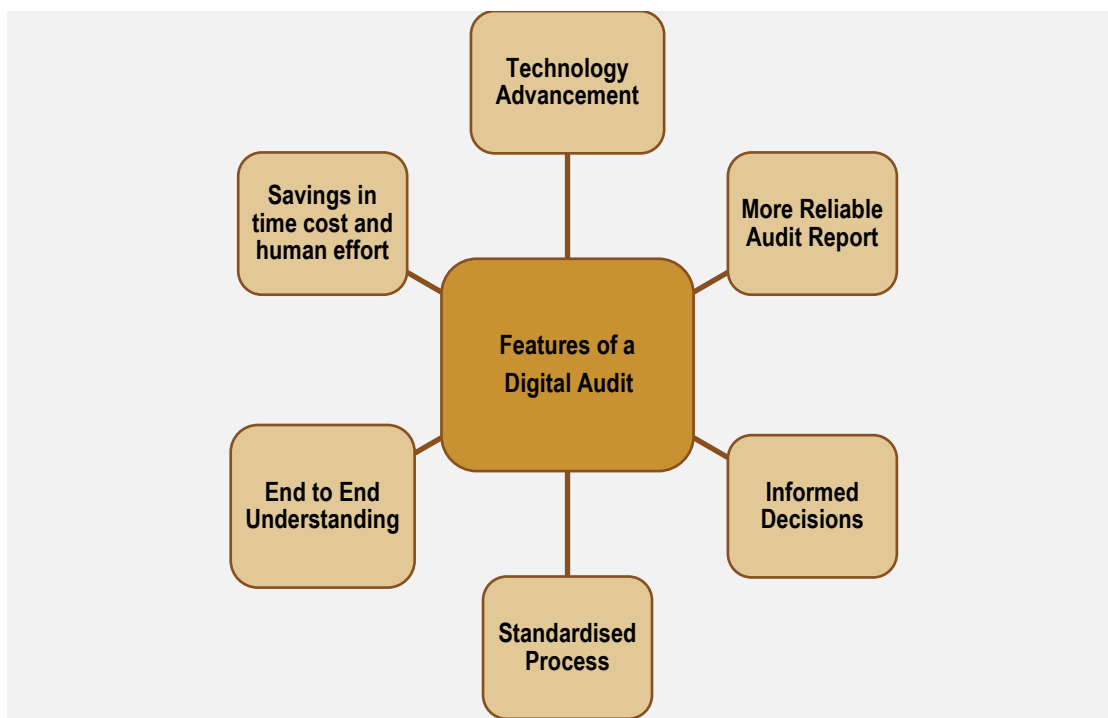 Technology
Advancement
Savings in
time cost and
human effort
More Reliable
Audit Report
Features of a
Digital Audit
End to End
Understanding
Informed
Decisions
Standardised
Process